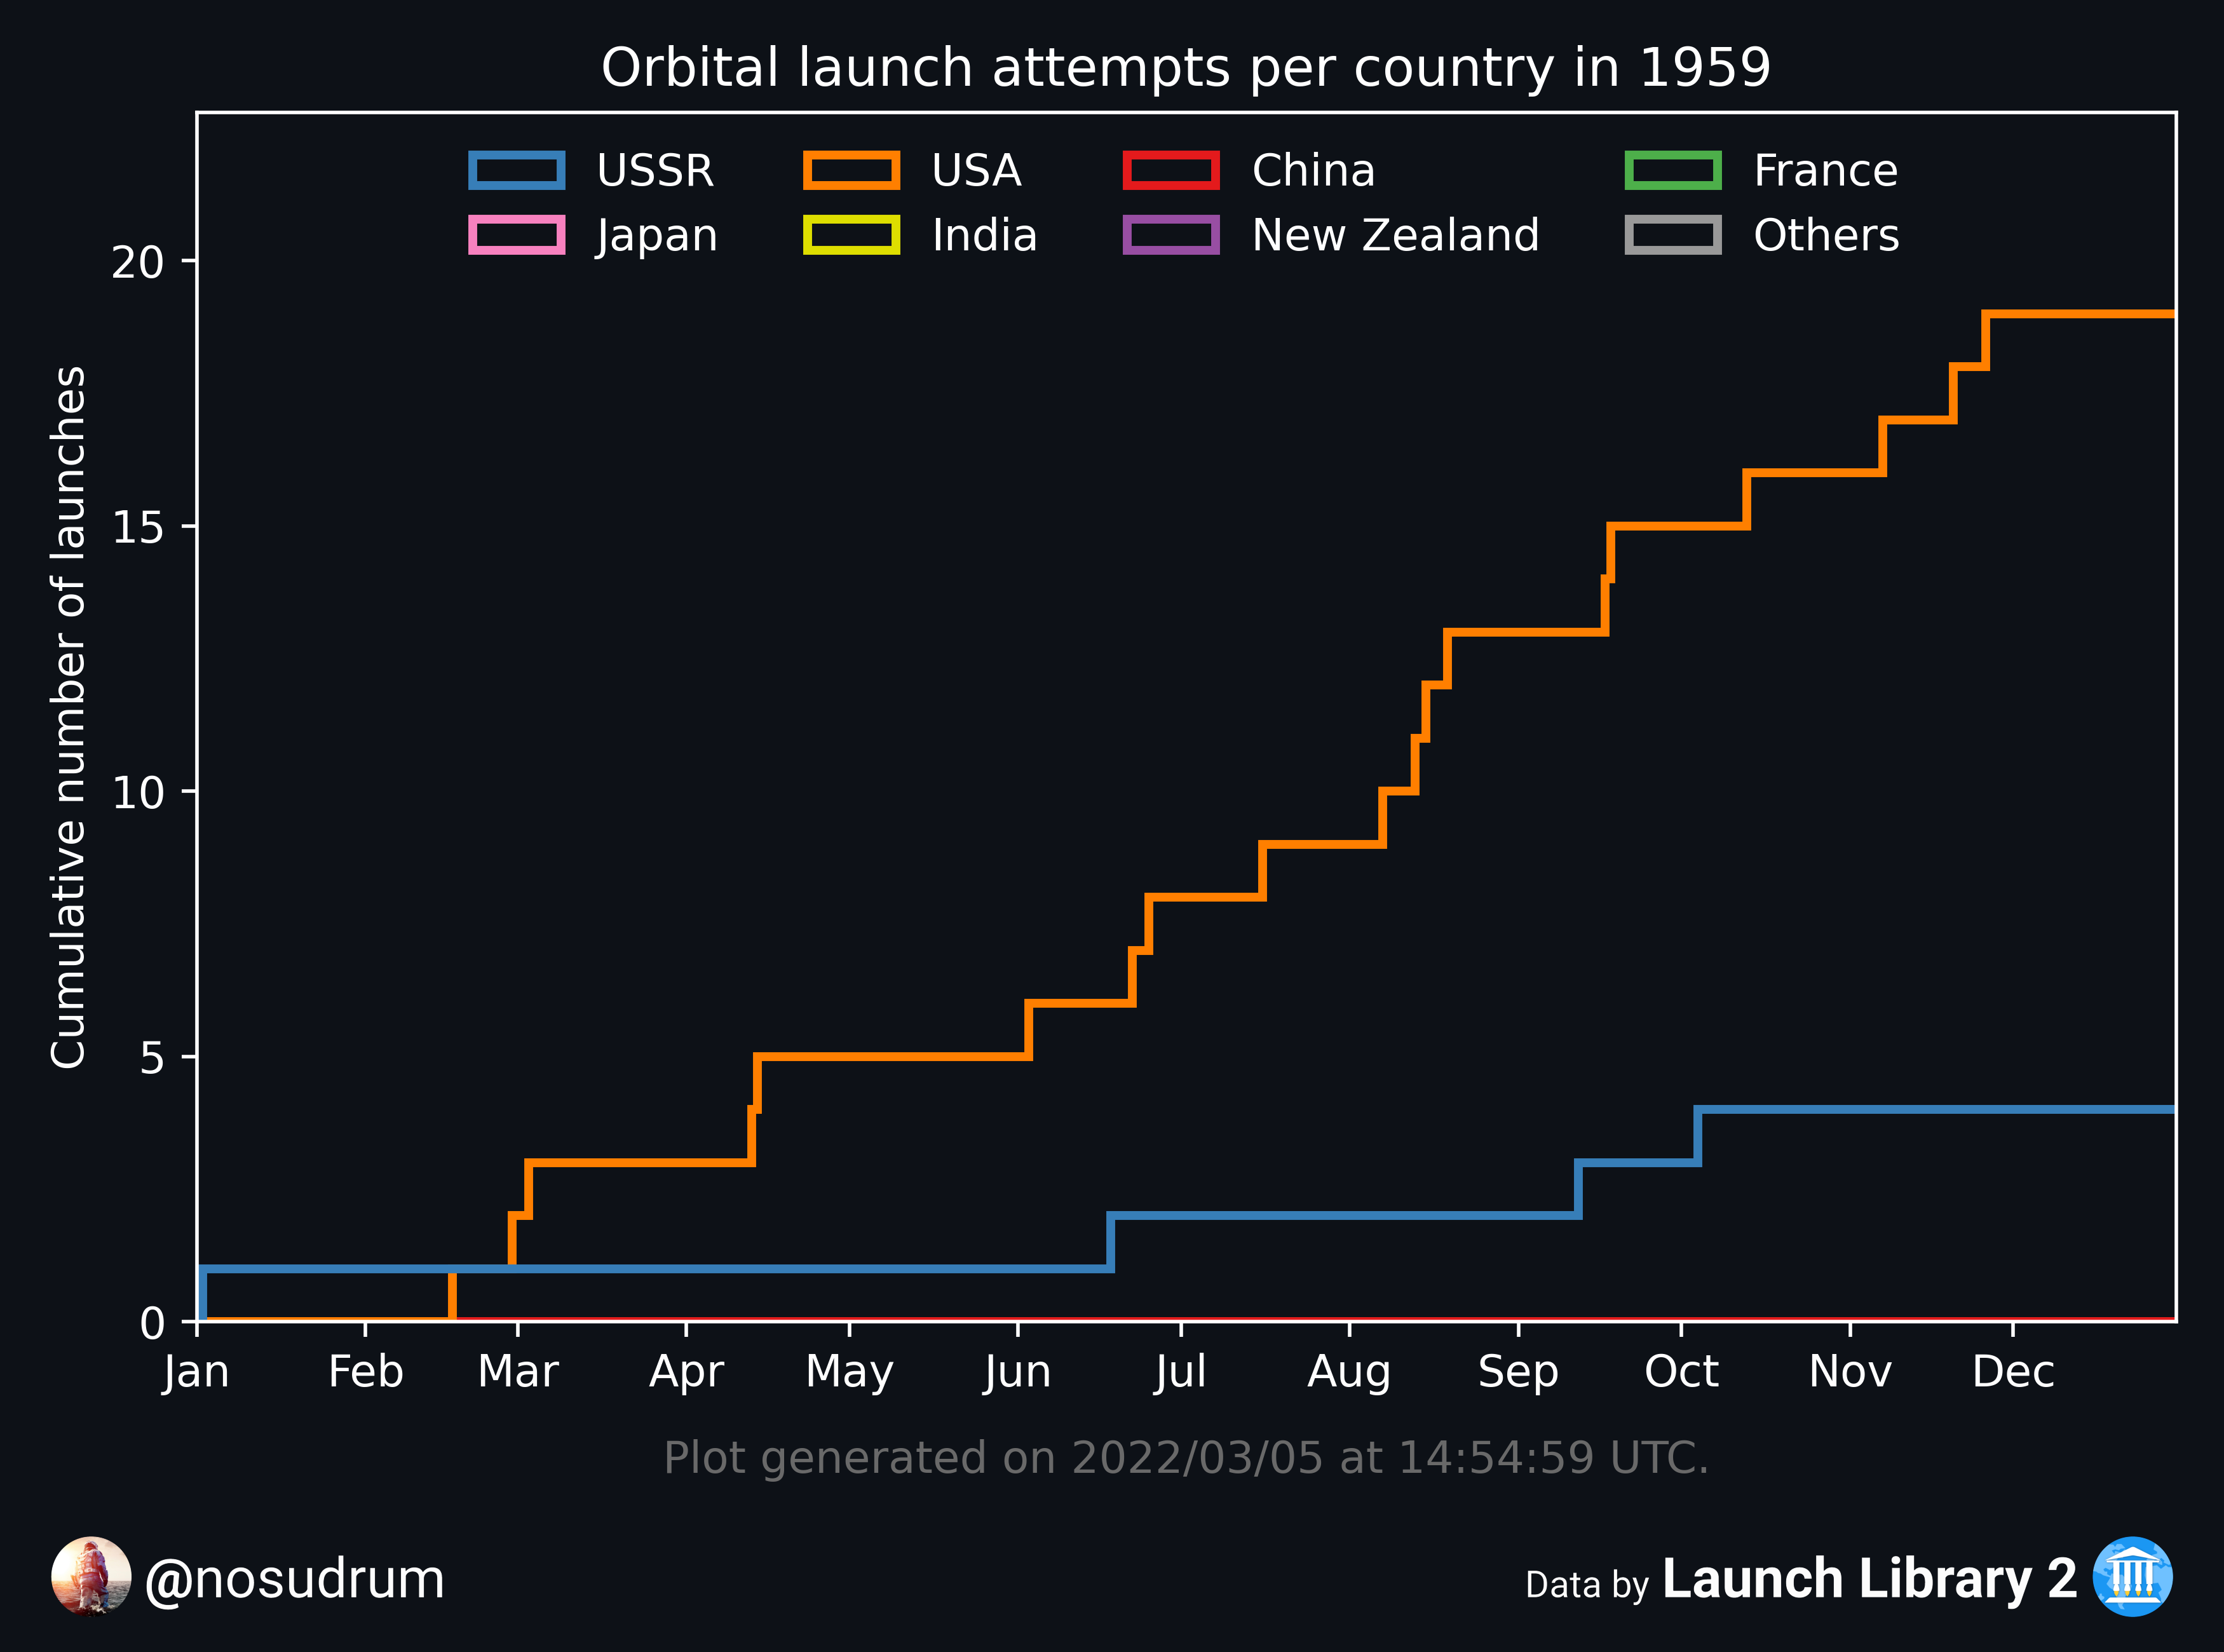 Orbital launch attempts per country in 1959
USSR USA China France
Japan India New Zealand Others
Cumulative number of launches
20
15
10
5
0
Jan Feb Mar Apr May Jun Jul Aug Sep Oct Nov Dec
Plot generated on 2022/03/05 at 14:54:59 UTC.
@nosudrum
Data by Launch Library 2